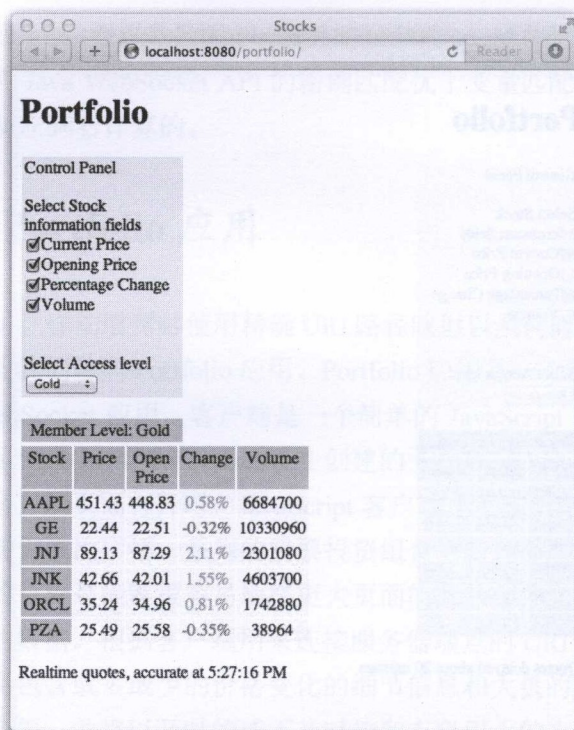 Stocks
localhost:8080/portfolio/
Reader
Portfolio
Control Panel
Select Stock
information fields
Current Price
Opening Price
Percentage Change
Volume
Select Access level
Gold
Member Level: Gold
Stock Price Open Price Change Volume
AAPL 451.43 448.83 0.58% 6684700
GE 22.44 22.51 -0.32% 10330960
JNJ 89.13 87.29 2.11% 2301080
JNK 42.66 42.01 1.55% 4603700
ORCL 35.24 34.96 0.81% 1742880
PZA 25.49 25.58 -0.35% 38964
Realtime quotes, accurate at 5:27:16 PM